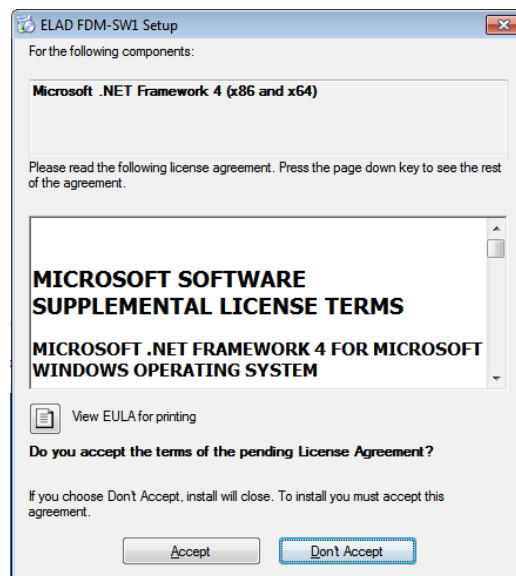 ELAD FDM-SW1 Setup
For the following components:
Microsoft .NET Framework 4 (x86 and x64)
Please read the following license agreement. Press the page down key to see the rest
of the agreement.
MICROSOFT SOFTWARE
SUPPLEMENTAL LICENSE TERMS
MICROSOFT .NET FRAMEWORK 4 FOR MICROSOFT
WINDOWS OPERATING SYSTEM
View EULA for printing
Do you accept the terms of the pending License Agreement?
If you choose Don't Accept, install will close. To install you must accept this
agreement.
Accept
Don't Accept